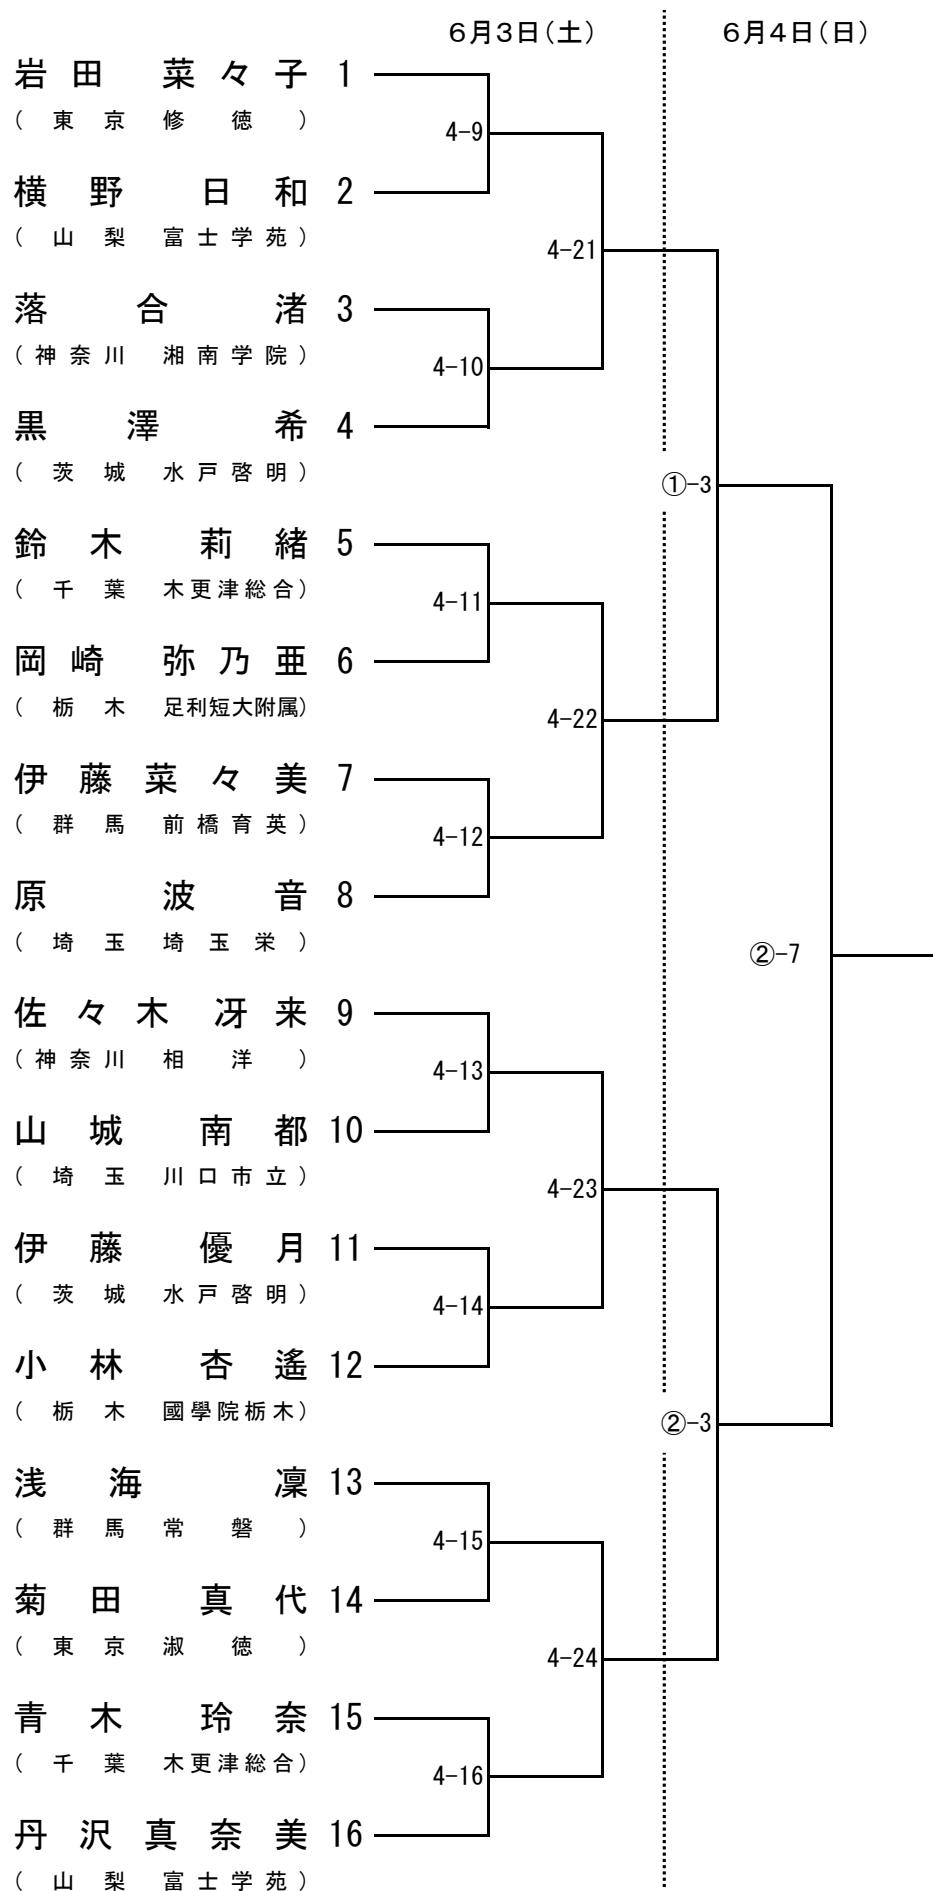 6月3日(土) 6月4日(日)
岩田 菜々子 1
(東京 修徳)
4-9
横野 日和 2
(山梨 富士学苑)
4-21
落合 渚 3
(神奈川 湘南学院)
4-10
黒澤 希 4
(茨城 水戸啓明)
①-3
鈴木 莉緒 5
(千葉 木更津総合)
4-11
岡崎 弥乃亜 6
(栃木 足利短大附属)
4-22
伊藤菜々美 7
(群馬 前橋育英)
4-12
原 波音 8
(埼玉 埼玉栄)
②-7
佐々木 冴来 9
(神奈川 相洋)
4-13
山城 南都 10
(埼玉 川口市立)
4-23
伊藤 優月 11
(茨城 水戸啓明)
4-14
小林 杏遙 12
(栃木 國學院栃木)
②-3
浅海 凜 13
(群馬 常磐)
4-15
菊田 真代 14
(東京 淑徳)
4-24
青木 玲奈 15
(千葉 木更津総合)
4-16
丹沢真奈美 16
(山梨 富士学苑)